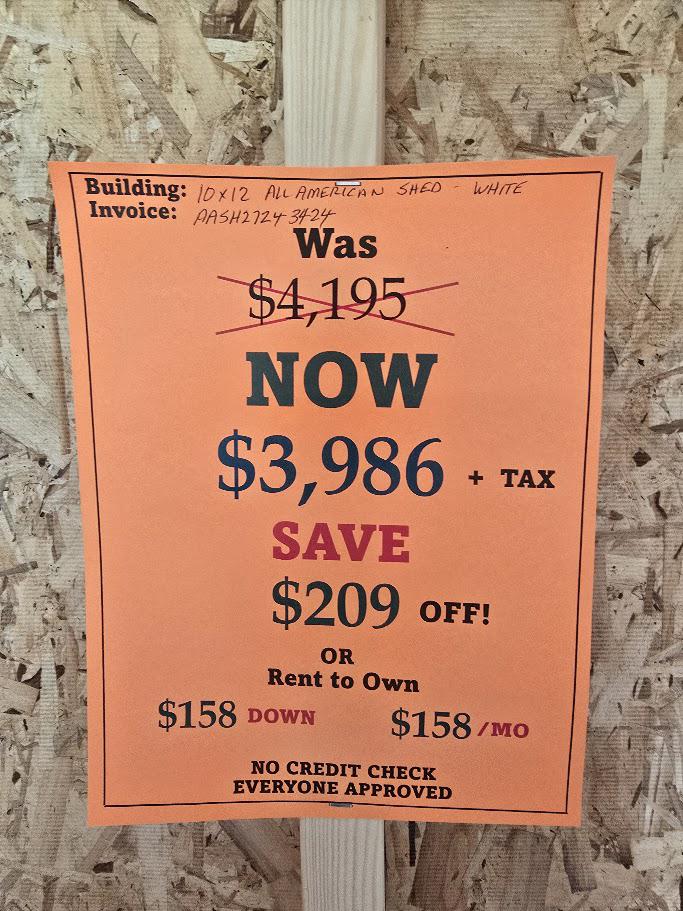 Building: 10x12 ALL AMERICAN SHED - WHITE
Invoice: AASH2724 3424
Was
$4,195
NOW
$3,986 + TAX
SAVE
$209 OFF!
OR
Rent to Own
$158 DOWN $158 /MO
NO CREDIT CHECK
EVERYONE APPROVED